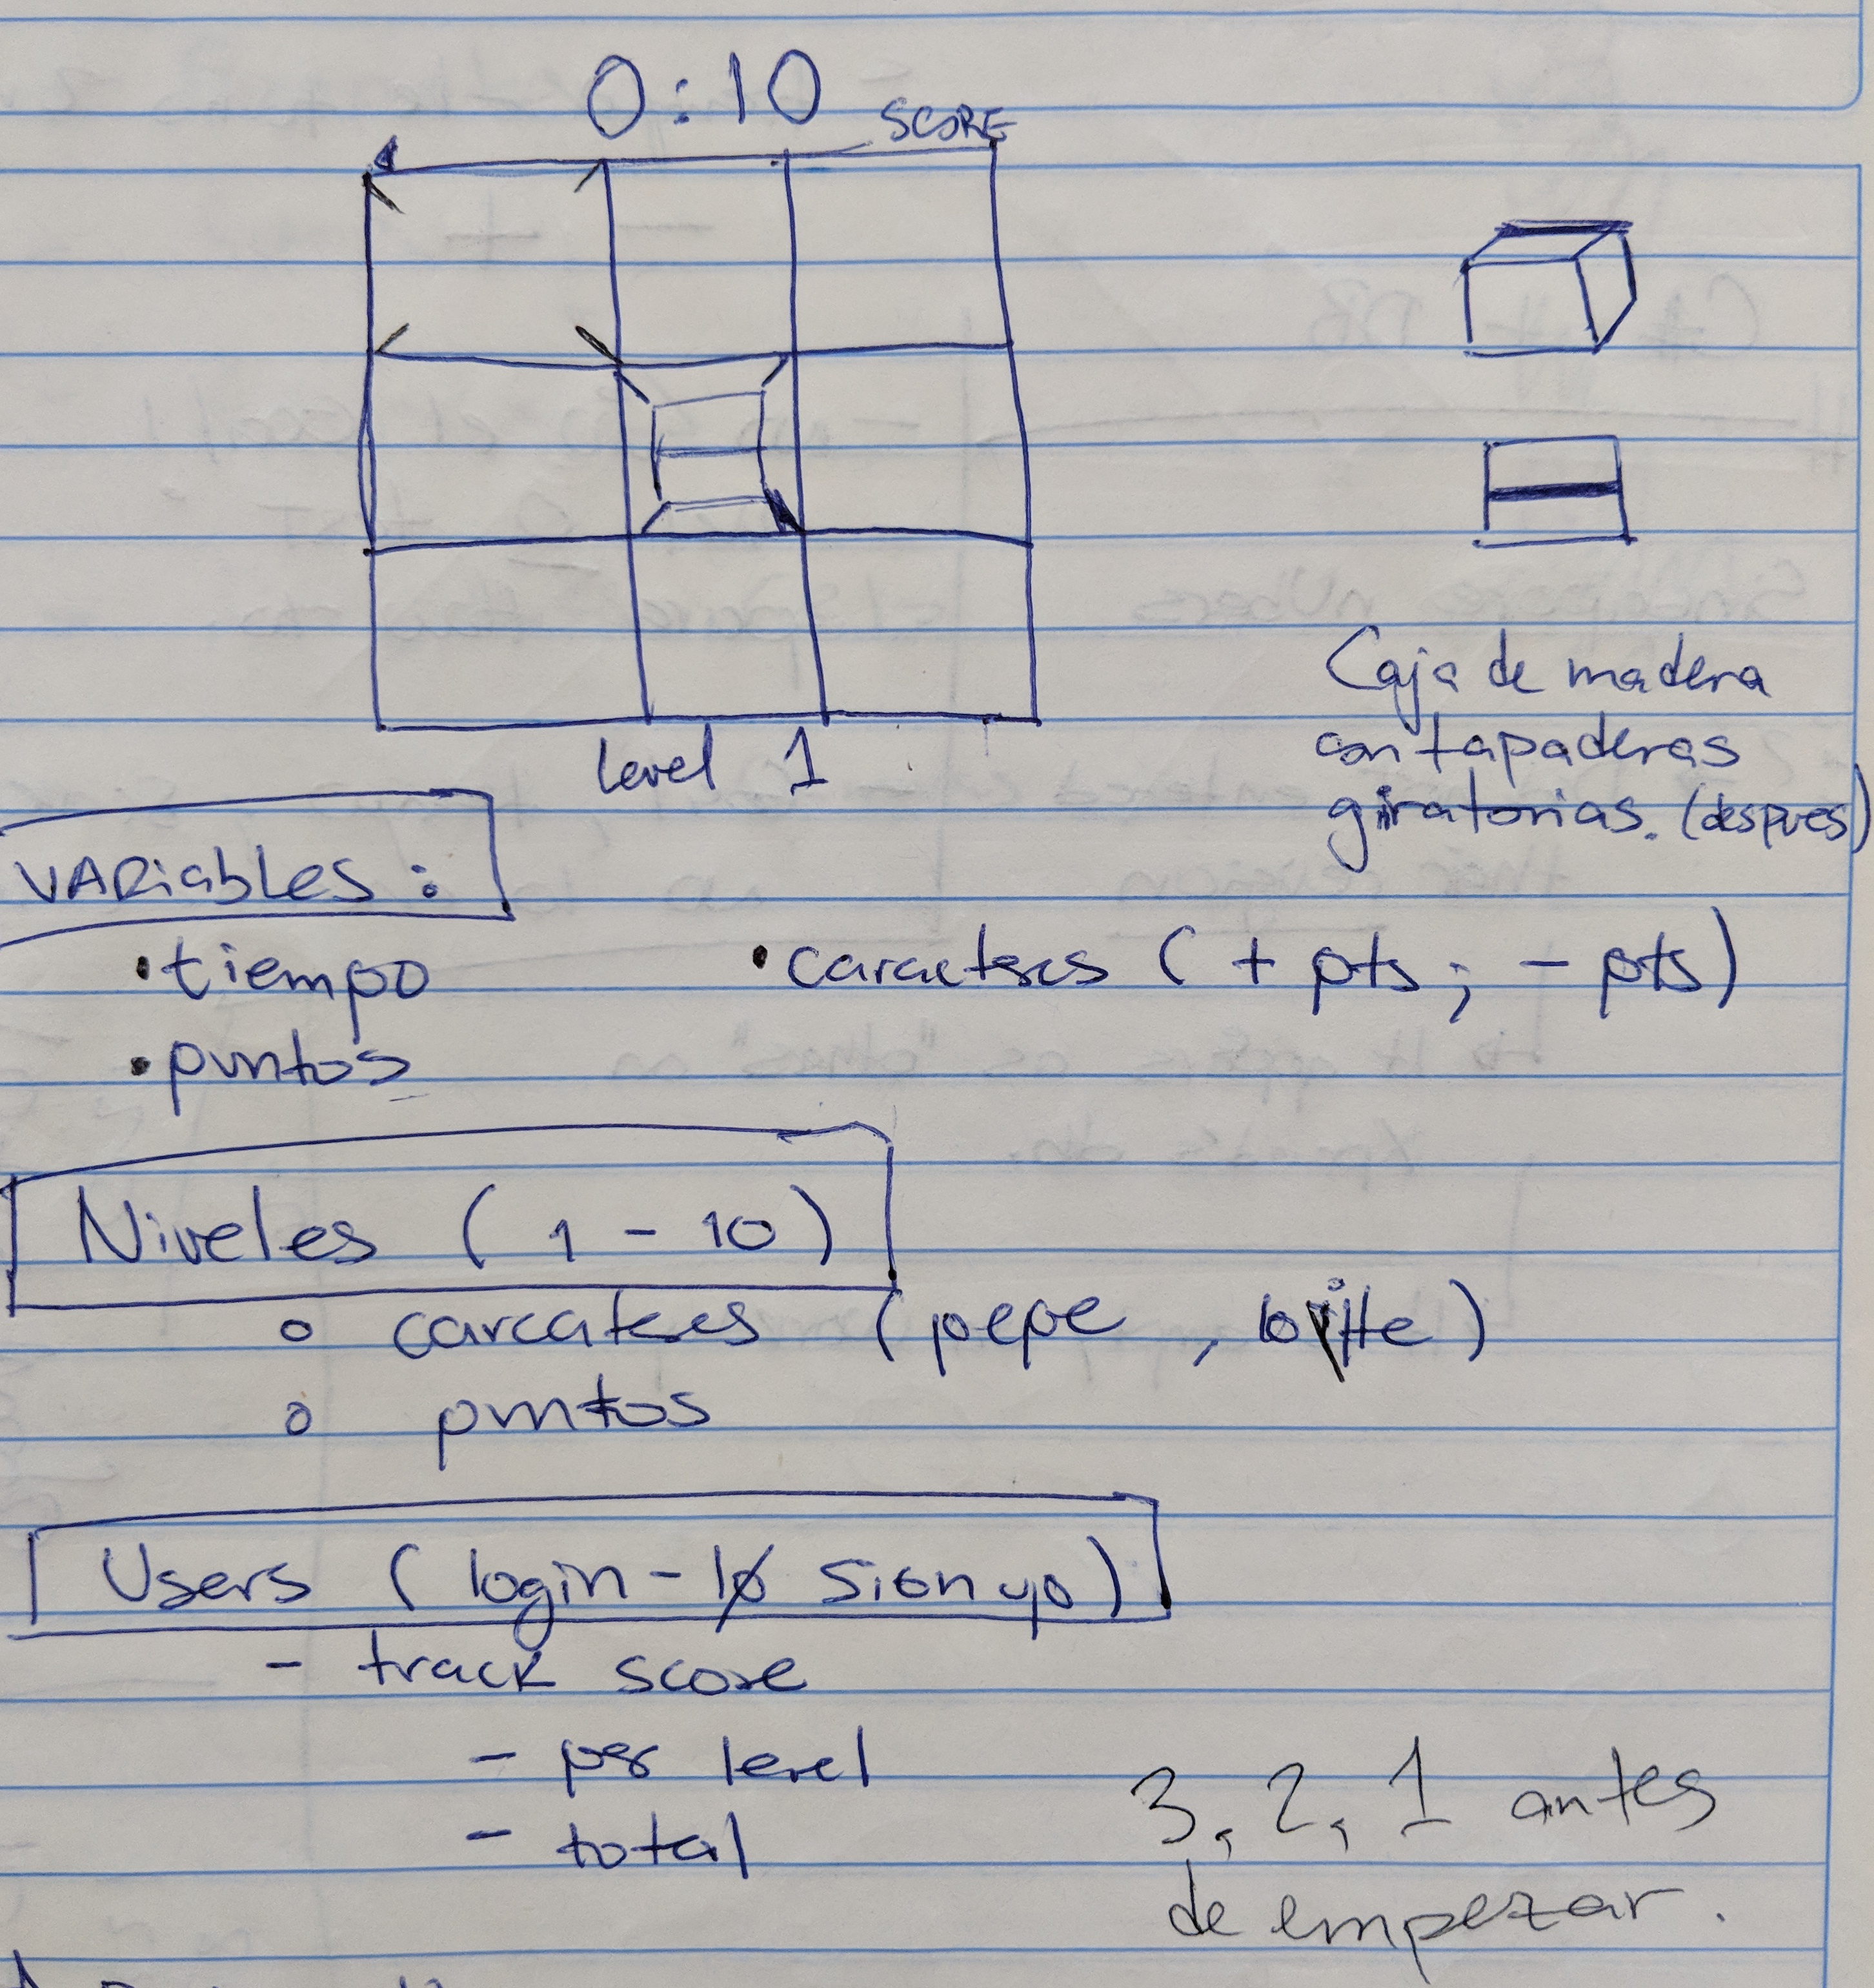 0:10
SCORE
Level 1
Caja de madera
con tapaderas
giratorias. (despues)
VARiabLes:
• tiempo
• caracteres (+ pts; - pts)
• puntos
Niveles (1 - 10)
o carcateres (pepe,
o puntos
Users (login - sign up)
- track score
- per level
- total
3, 2, 1 antes
de empezar.